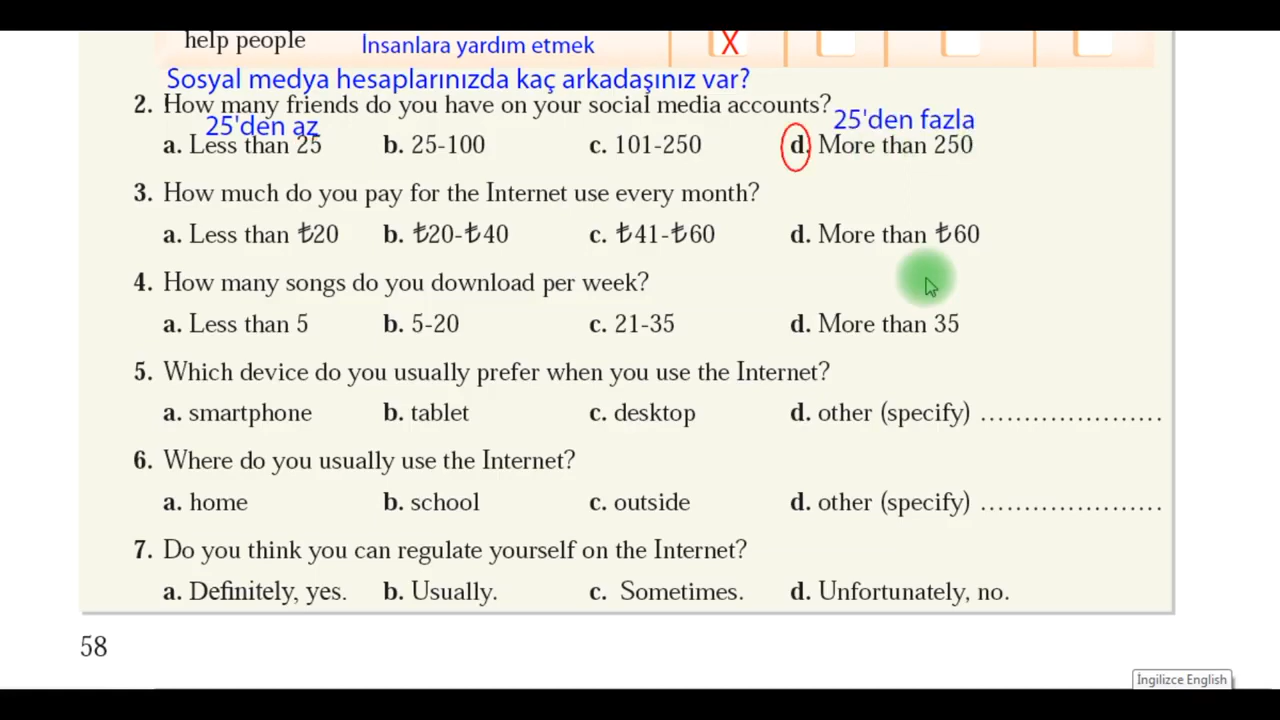 help people İnsanlara yardım etmek X
Sosyal medya hesaplarınızda kaç arkadaşınız var?
2. How many friends do you have on your social media accounts?
25'den az 25'den fazla
a. Less than 25 b. 25-100 c. 101-250 d. More than 250
3. How much do you pay for the Internet use every month?
a. Less than ₺20 b. ₺20-₺40 c. ₺41-₺60 d. More than ₺60
4. How many songs do you download per week?
a. Less than 5 b. 5-20 c. 21-35 d. More than 35
5. Which device do you usually prefer when you use the Internet?
a. smartphone b. tablet c. desktop d. other (specify) .....................
6. Where do you usually use the Internet?
a. home b. school c. outside d. other (specify) .....................
7. Do you think you can regulate yourself on the Internet?
a. Definitely, yes. b. Usually. c. Sometimes. d. Unfortunately, no.
58
İngilizce English